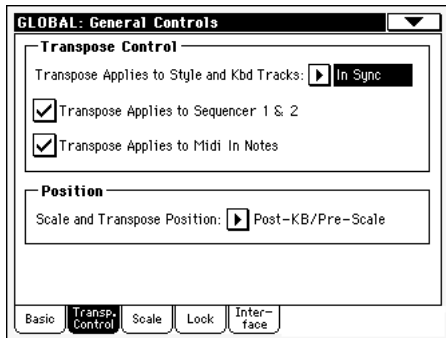 GLOBAL: General Controls
Transpose Control
Transpose Applies to Style and Kbd Tracks: In Sync
Transpose Applies to Sequencer 1 & 2
Transpose Applies to Midi In Notes
Position
Scale and Transpose Position: Post-KB/Pre-Scale
Basic
Transp.
Control
Scale
Lock
Inter-
face